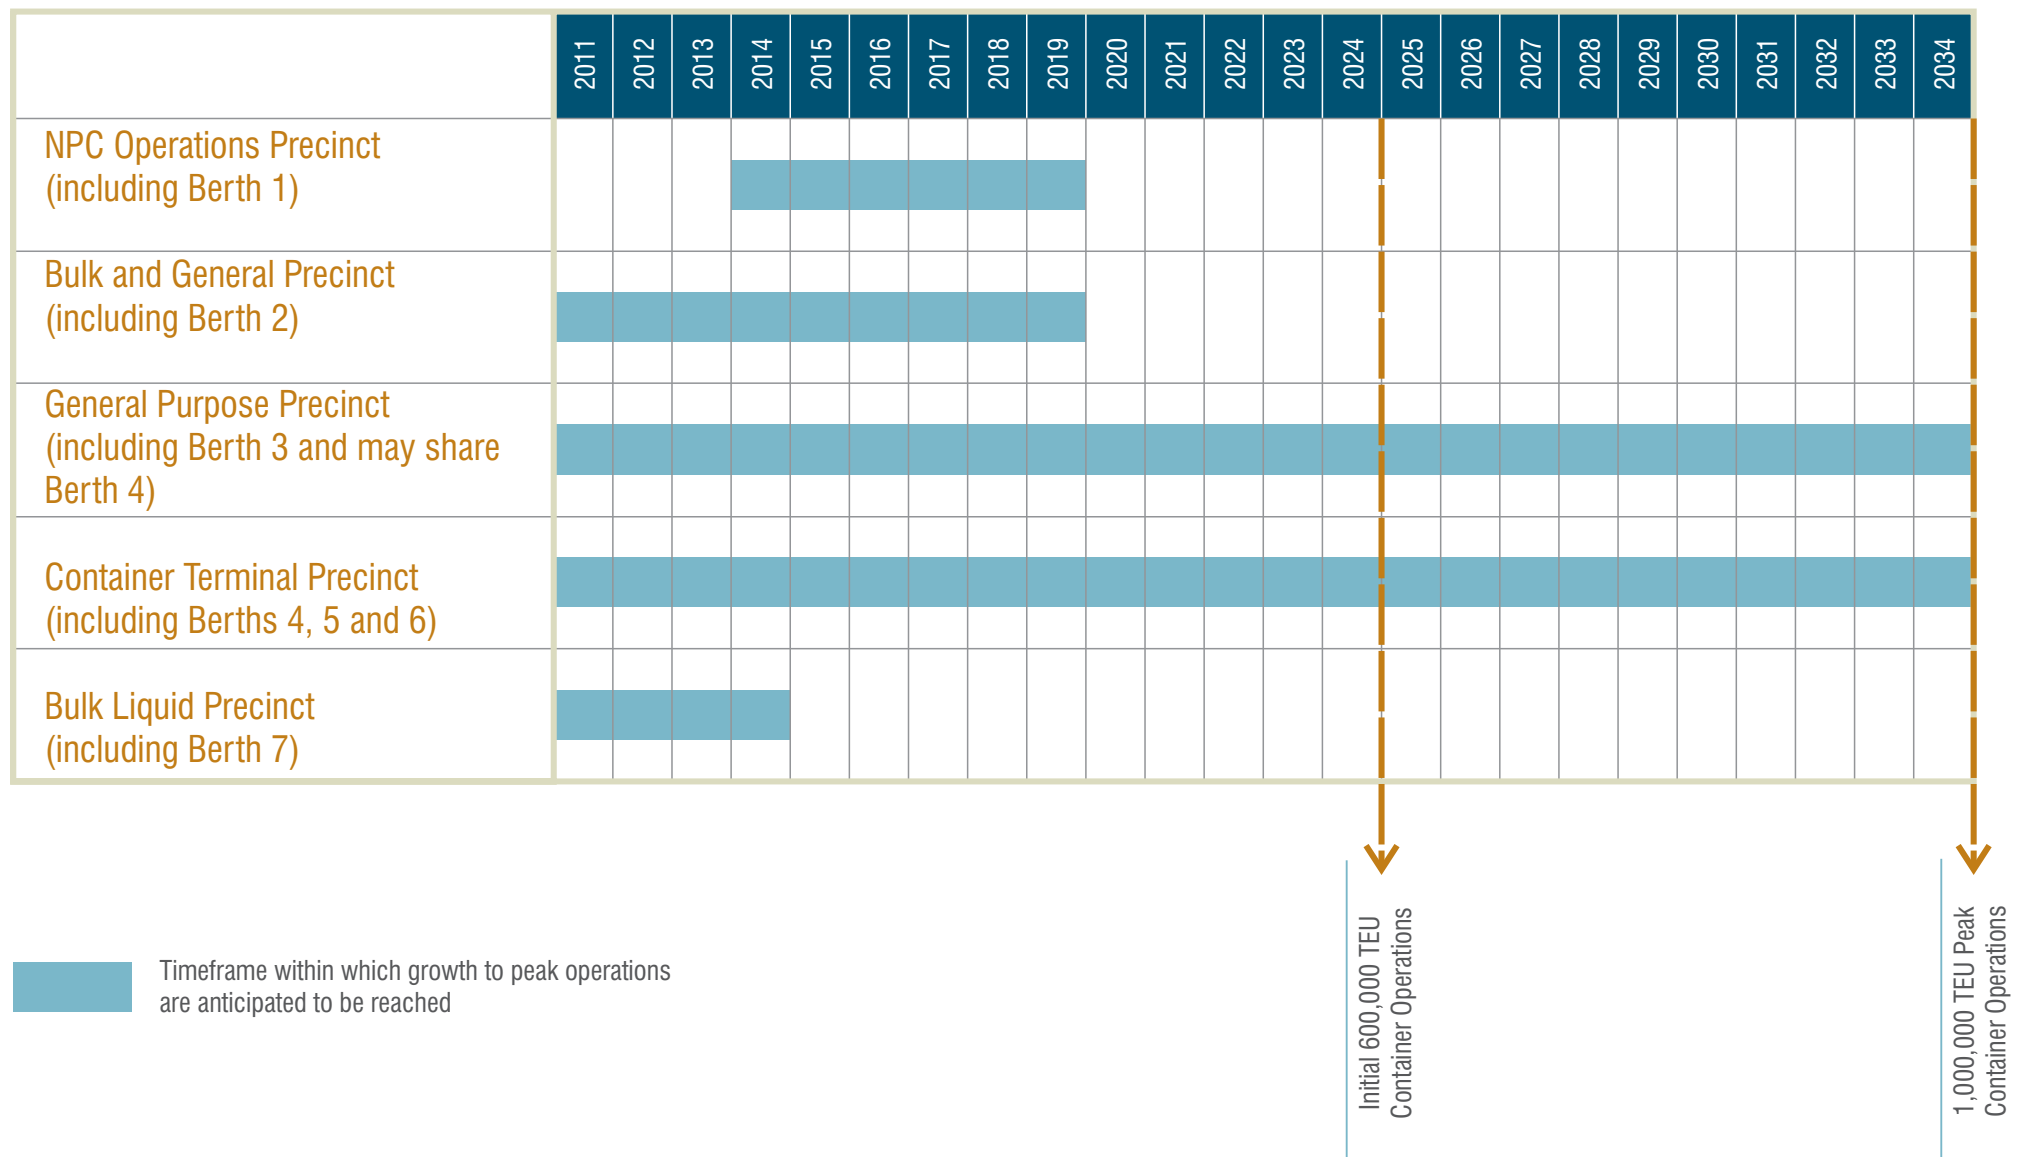 2011 2012 2013 2014 2015 2016 2017 2018 2019 2020 2021 2022 2023 2024 2025 2026 2027 2028 2029 2030 2031 2032 2033 2034
NPC Operations Precinct
(including Berth 1)
Bulk and General Precinct
(including Berth 2)
General Purpose Precinct
(including Berth 3 and may share
Berth 4)
Container Terminal Precinct
(including Berths 4, 5 and 6)
Bulk Liquid Precinct
(including Berth 7)
Timeframe within which growth to peak operations
are anticipated to be reached
Initial 600,000 TEU
Container Operations
1,000,000 TEU Peak
Container Operations